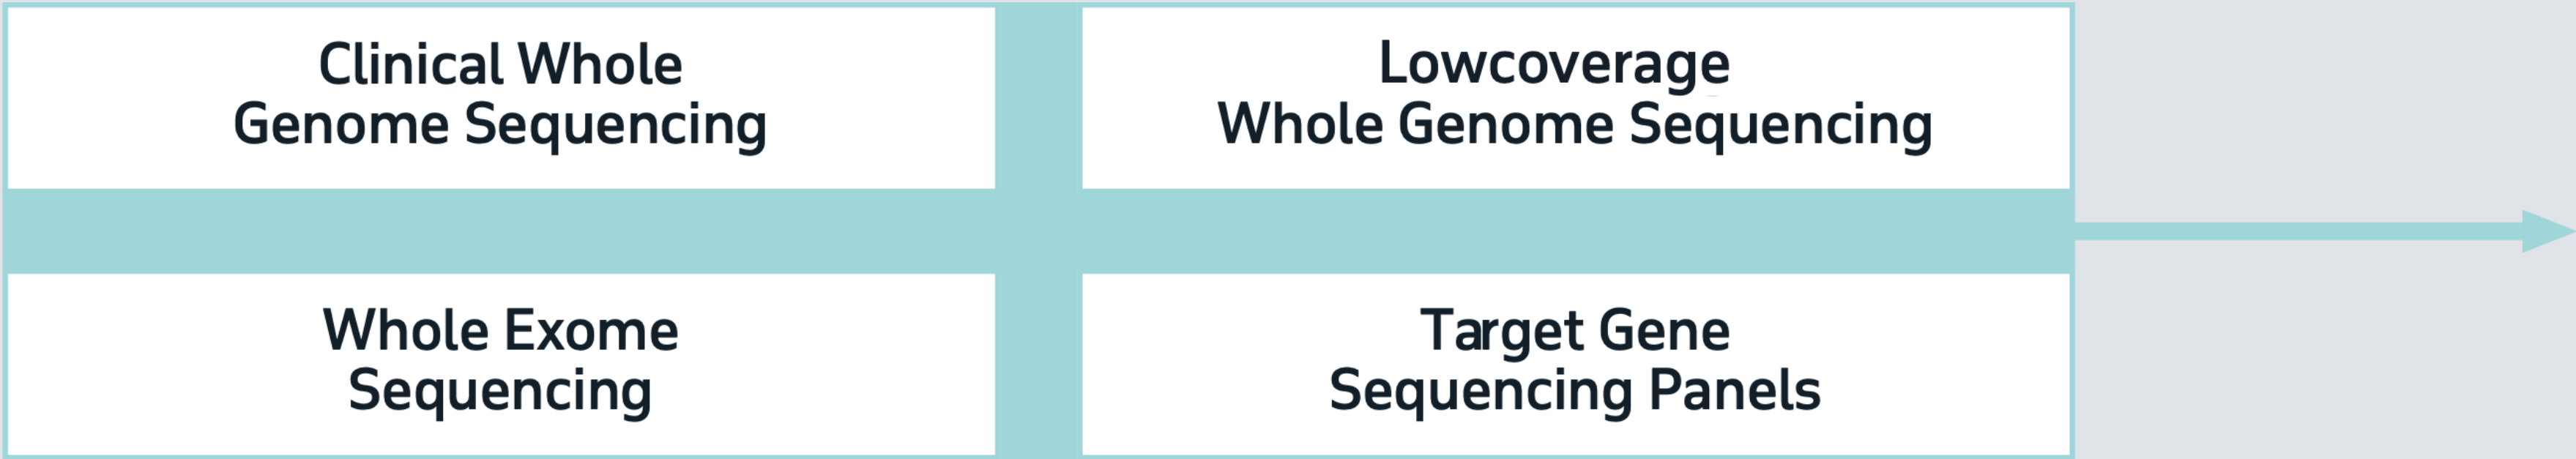 Clinical Whole
Genome Sequencing
Lowcoverage
Whole Genome Sequencing
Whole Exome
Sequencing
Target Gene
Sequencing Panels